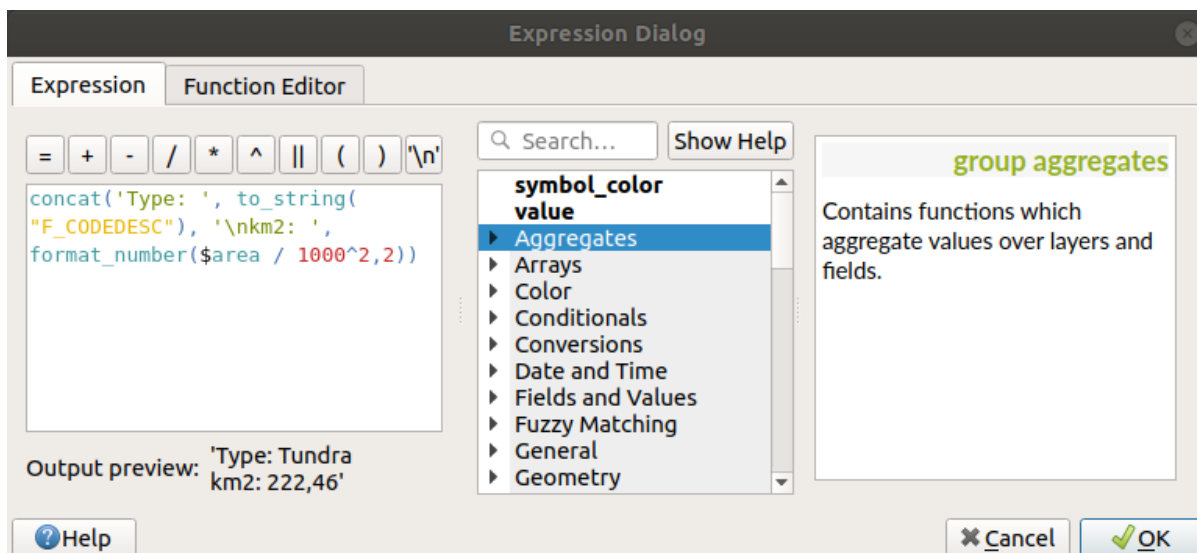 Expression Dialog
Expression
Function Editor
= + - / * ^ || ( ) '\n'
concat('Type: ', to_string(
"F_CODEDESC"), '\nkm2: ',
format_number($area / 1000^2,2))
Output preview: 'Type: Tundra
km2: 222,46'
Search...
Show Help
symbol_color
value
Aggregates
Arrays
Color
Conditionals
Conversions
Date and Time
Fields and Values
Fuzzy Matching
General
Geometry
group aggregates
Contains functions which
aggregate values over layers and
fields.
Help
Cancel
OK